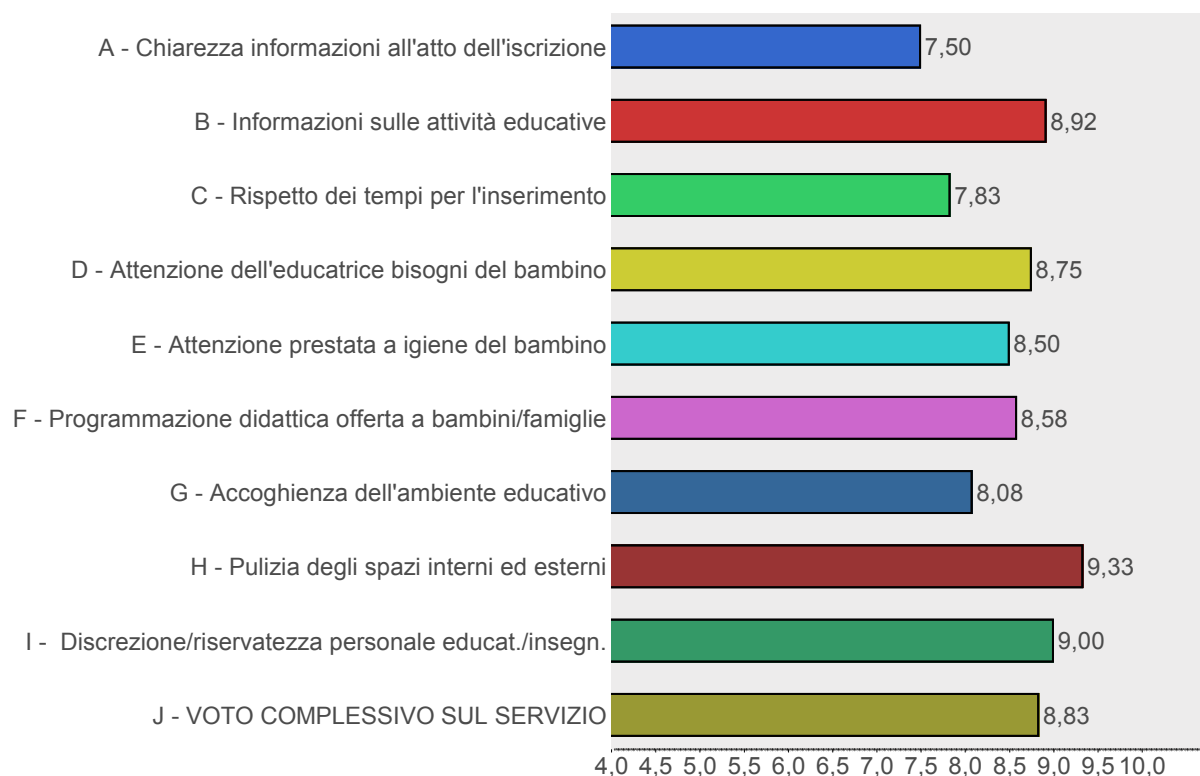 A - Chiarezza informazioni all'atto dell'iscrizione 7,50
B - Informazioni sulle attività educative 8,92
C - Rispetto dei tempi per l'inserimento 7,83
D - Attenzione dell'educatrice bisogni del bambino 8,75
E - Attenzione prestata a igiene del bambino 8,50
F - Programmazione didattica offerta a bambini/famiglie 8,58
G - Accoghienza dell'ambiente educativo 8,08
H - Pulizia degli spazi interni ed esterni 9,33
I -  Discrezione/riservatezza personale educat./insegn. 9,00
J - VOTO COMPLESSIVO SUL SERVIZIO 8,83
4,0 4,5 5,0 5,5 6,0 6,5 7,0 7,5 8,0 8,5 9,0 9,5 10,0